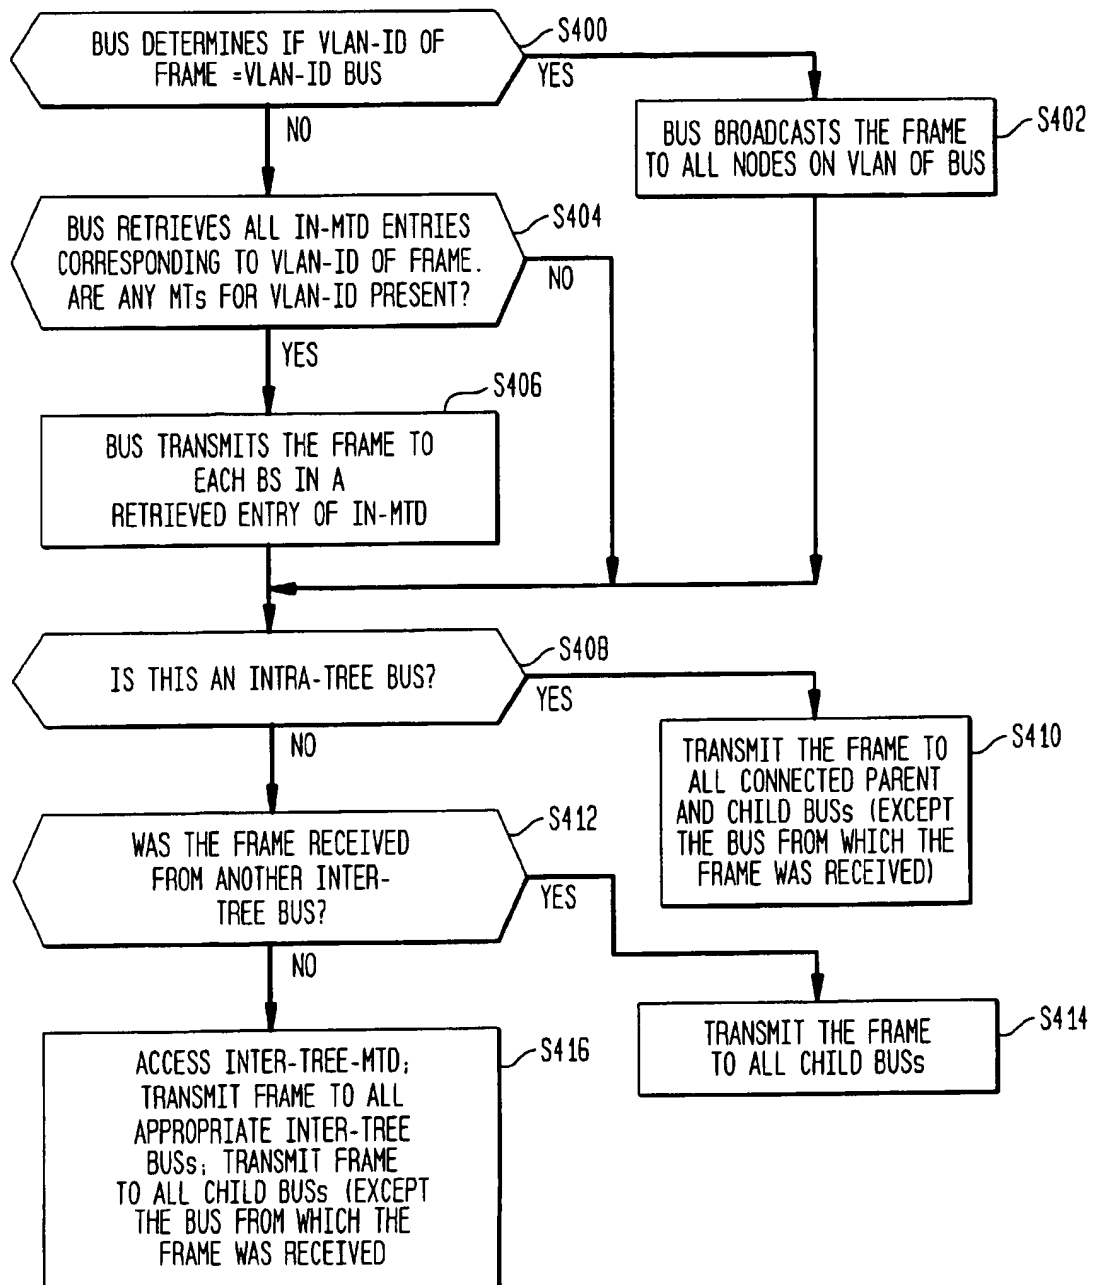 BUS DETERMINES IF VLAN-ID OF
FRAME =VLAN-ID BUS
S400
YES
NO
BUS BROADCASTS THE FRAME
TO ALL NODES ON VLAN OF BUS
S402
BUS RETRIEVES ALL IN-MTD ENTRIES
CORRESPONDING TO VLAN-ID OF FRAME.
ARE ANY MTs FOR VLAN-ID PRESENT?
S404
NO
YES
S406
BUS TRANSMITS THE FRAME TO
EACH BS IN A
RETRIEVED ENTRY OF IN-MTD
IS THIS AN INTRA-TREE BUS?
S408
YES
NO
TRANSMIT THE FRAME TO
ALL CONNECTED PARENT
AND CHILD BUSs (EXCEPT
THE BUS FROM WHICH THE
FRAME WAS RECEIVED)
S410
WAS THE FRAME RECEIVED
FROM ANOTHER INTER-
TREE BUS?
S412
YES
NO
TRANSMIT THE FRAME
TO ALL CHILD BUSs
S414
ACCESS INTER-TREE-MTD;
TRANSMIT FRAME TO ALL
APPROPRIATE INTER-TREE
BUSs; TRANSMIT FRAME
TO ALL CHILD BUSs (EXCEPT
THE BUS FROM WHICH THE
FRAME WAS RECEIVED
S416